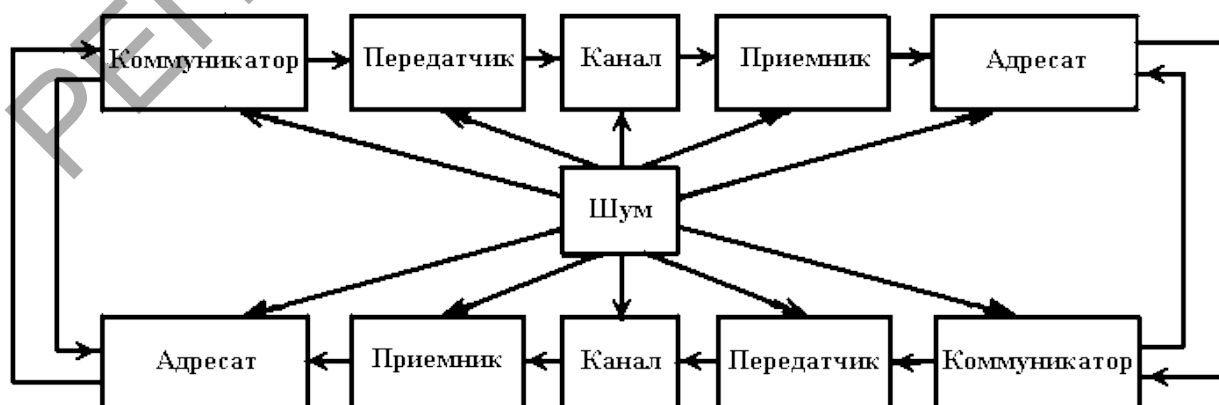 Коммуникатор
Передатчик
Канал
Приемник
Адресат
Шум
Адресат
Приемник
Канал
Передатчик
Коммуникатор